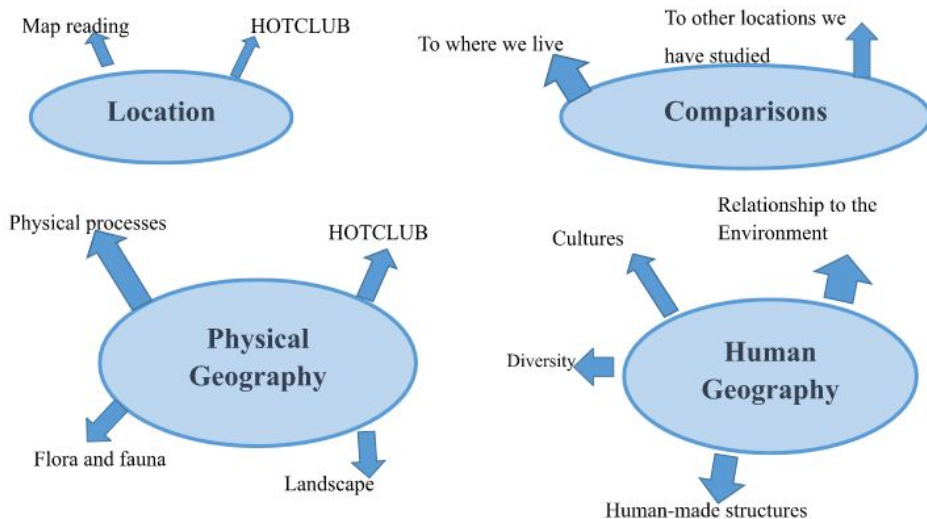 Map reading
HOTCLUB
Location
To where we live
To other locations we
have studied
Comparisons
Physical processes
HOTCLUB
Physical
Geography
Flora and fauna
Landscape
Cultures
Relationship to the
Environment
Diversity
Human
Geography
Human-made structures